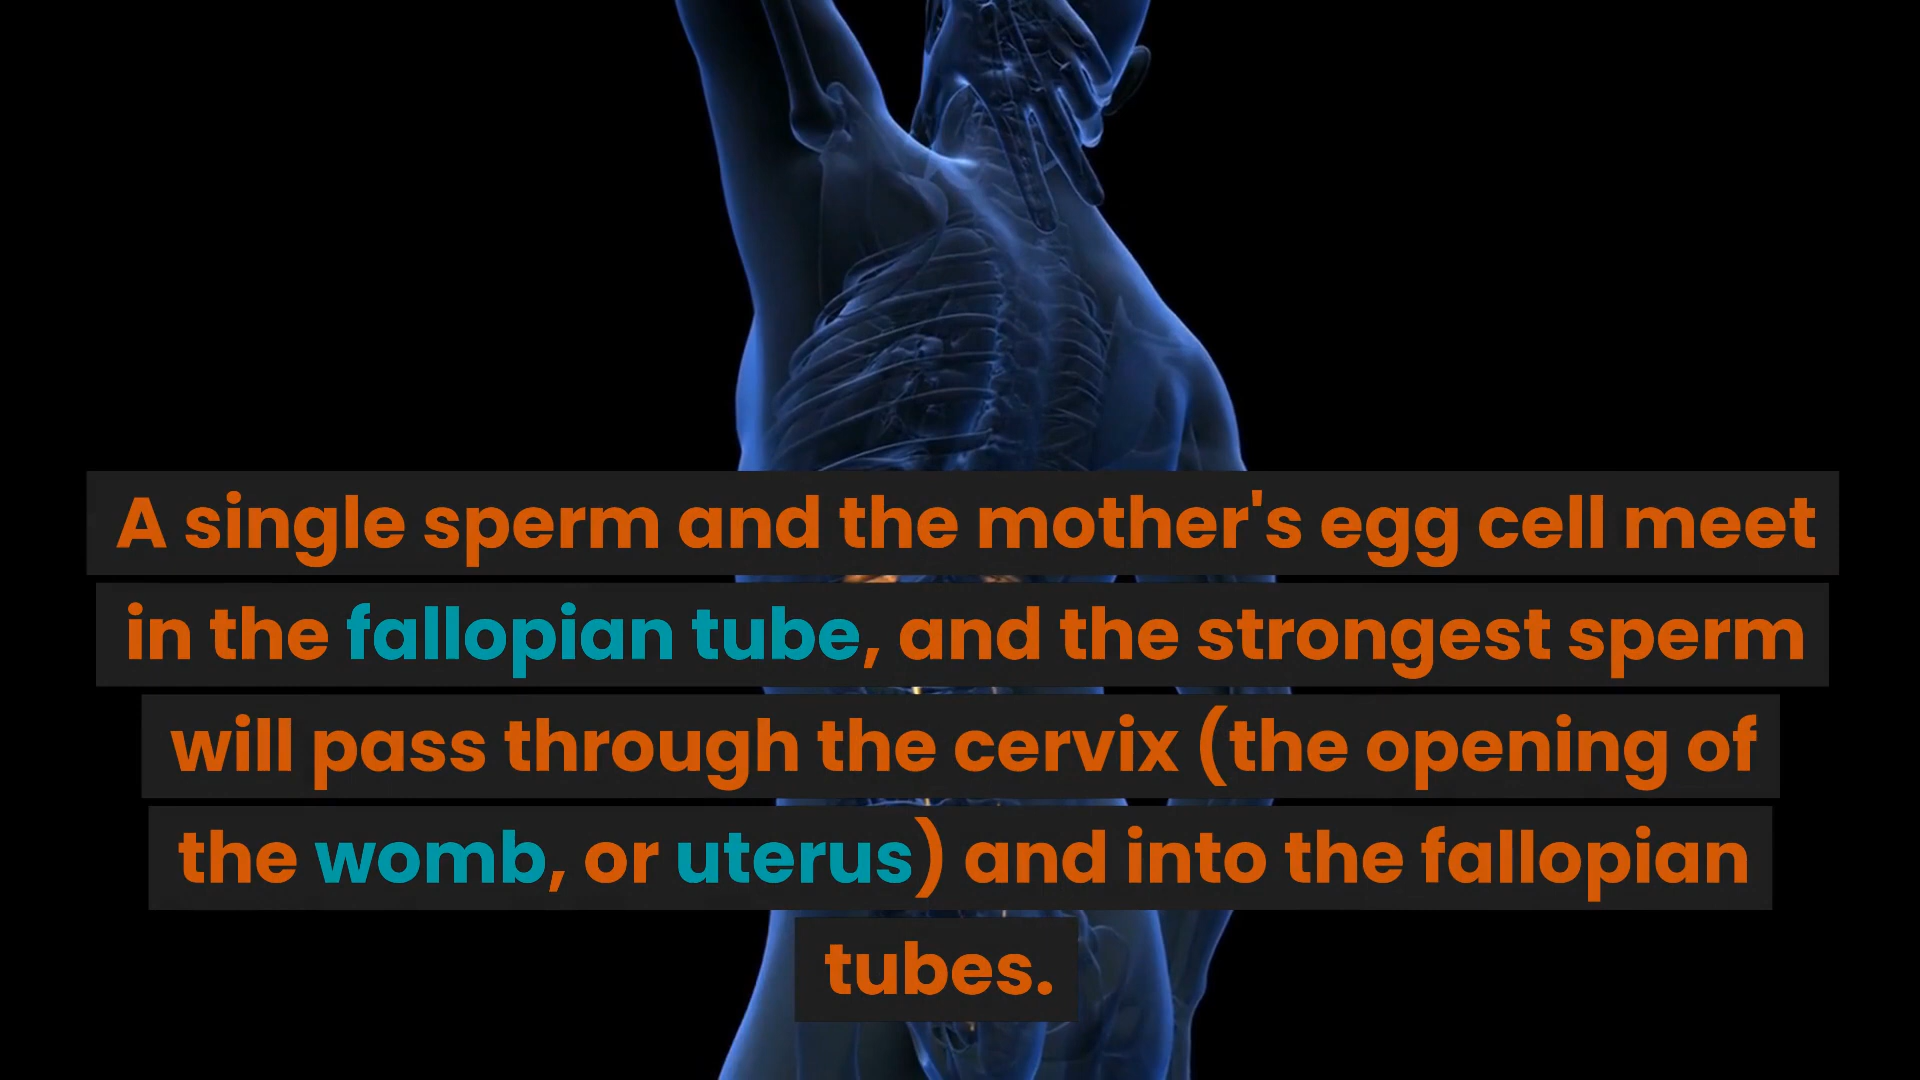 A single sperm and the mother's egg cell meet
in the fallopian tube, and the strongest sperm
will pass through the cervix (the opening of
the womb, or uterus) and into the fallopian
tubes.